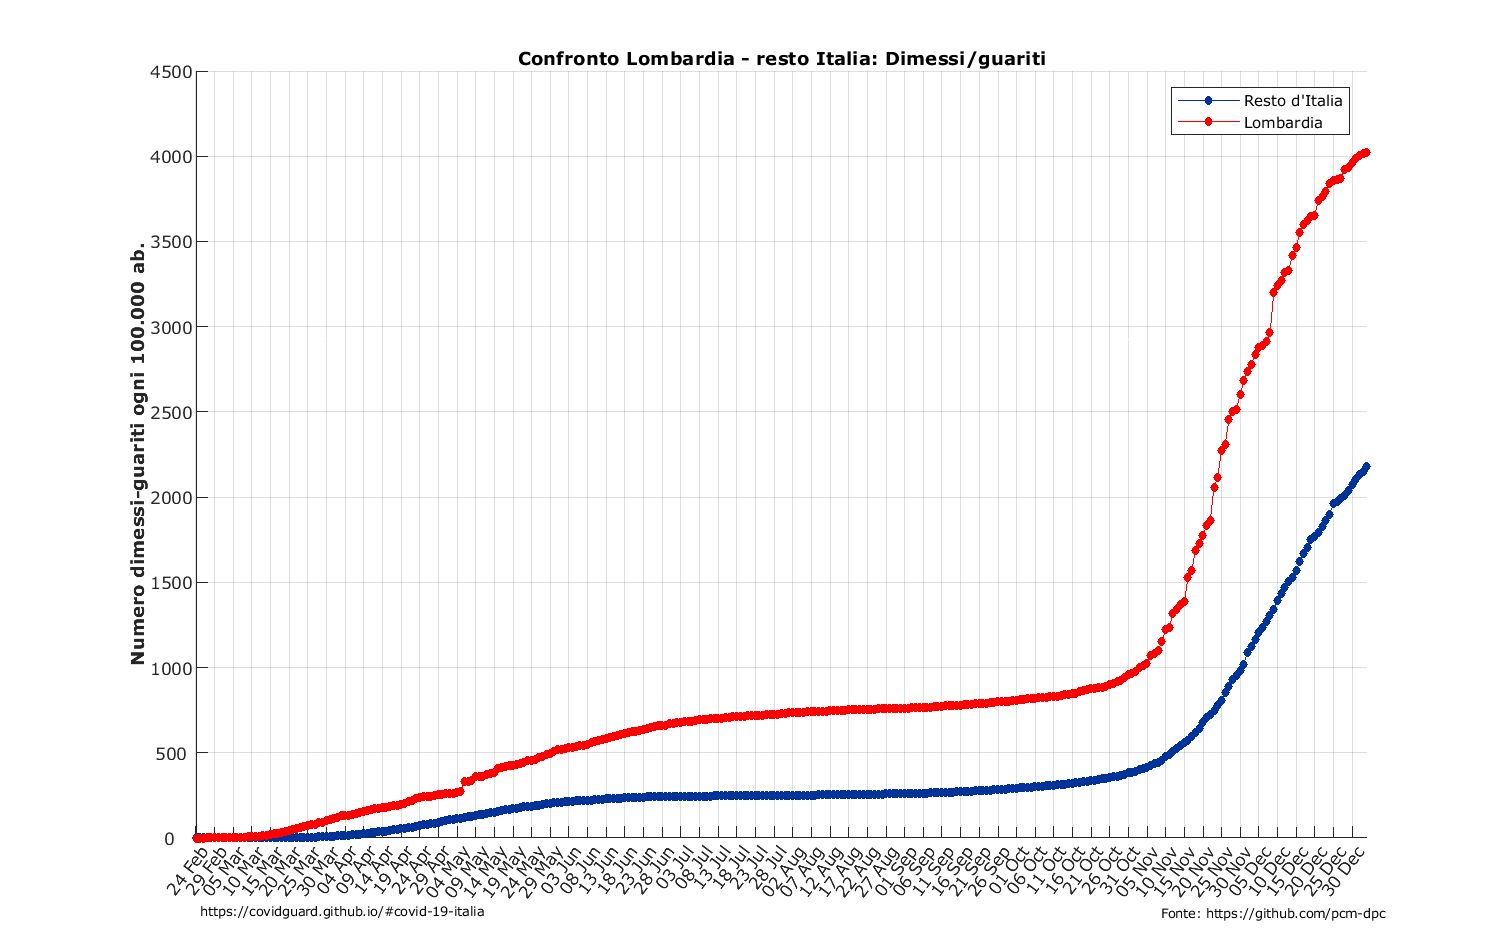 Confronto Lombardia - resto Italia: Dimessi/guariti
Resto d'Italia
Lombardia
Numero dimessi-guariti ogni 100.000 ab.
4500
4000
3500
3000
2500
2000
1500
1000
500
0
24 Feb
29 Feb
05 Mar
10 Mar
15 Mar
20 Mar
25 Mar
30 Mar
04 Apr
09 Apr
14 Apr
19 Apr
24 Apr
29 Apr
04 May
09 May
14 May
19 May
24 May
29 May
03 Jun
08 Jun
13 Jun
18 Jun
23 Jun
28 Jun
03 Jul
08 Jul
13 Jul
18 Jul
23 Jul
28 Jul
02 Aug
07 Aug
12 Aug
17 Aug
22 Aug
27 Aug
01 Sep
06 Sep
11 Sep
16 Sep
21 Sep
26 Sep
01 Oct
06 Oct
11 Oct
16 Oct
21 Oct
26 Oct
31 Oct
05 Nov
10 Nov
15 Nov
20 Nov
25 Nov
30 Nov
05 Dec
10 Dec
15 Dec
20 Dec
25 Dec
30 Dec
https://covidguard.github.io/#covid-19-italia
Fonte: https://github.com/pcm-dpc